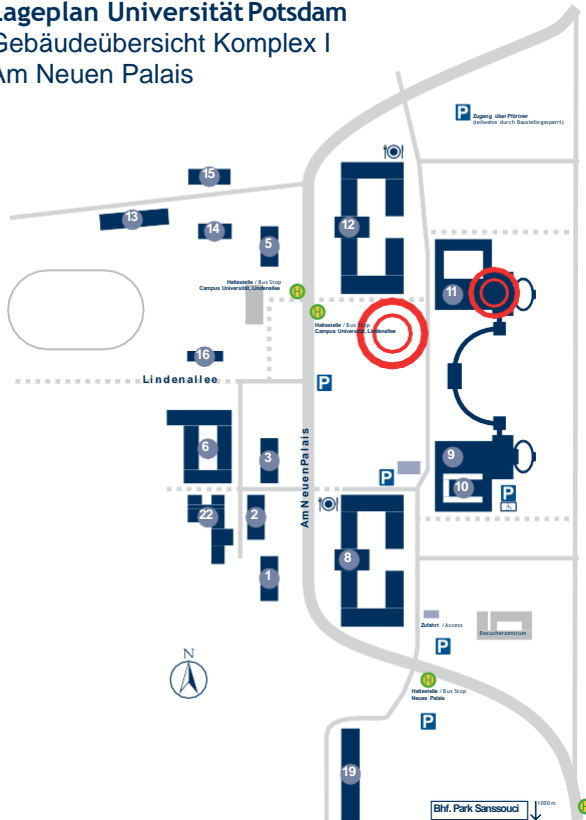 Lageplan Universität Potsdam
Gebäudeübersicht Komplex I
Am Neuen Palais
P
Zugang über Pförtner
(teilweise durch Baustelle gesperrt)
15
13
14
5
12
11
Haltestelle / Bus Stop
Campus Universität, Lindenallee
H
H
Haltestelle / Bus Stop
Campus Universität, Lindenallee
16
Lindenallee
P
6
3
9
P
10
P
Am Neuen Palais
22
2
8
1
Zufahrt / Access
Besucherzentrum
P
N
H
Haltestelle / Bus Stop
Neues Palais
P
19
Bhf. Park Sanssouci
1000 m
H